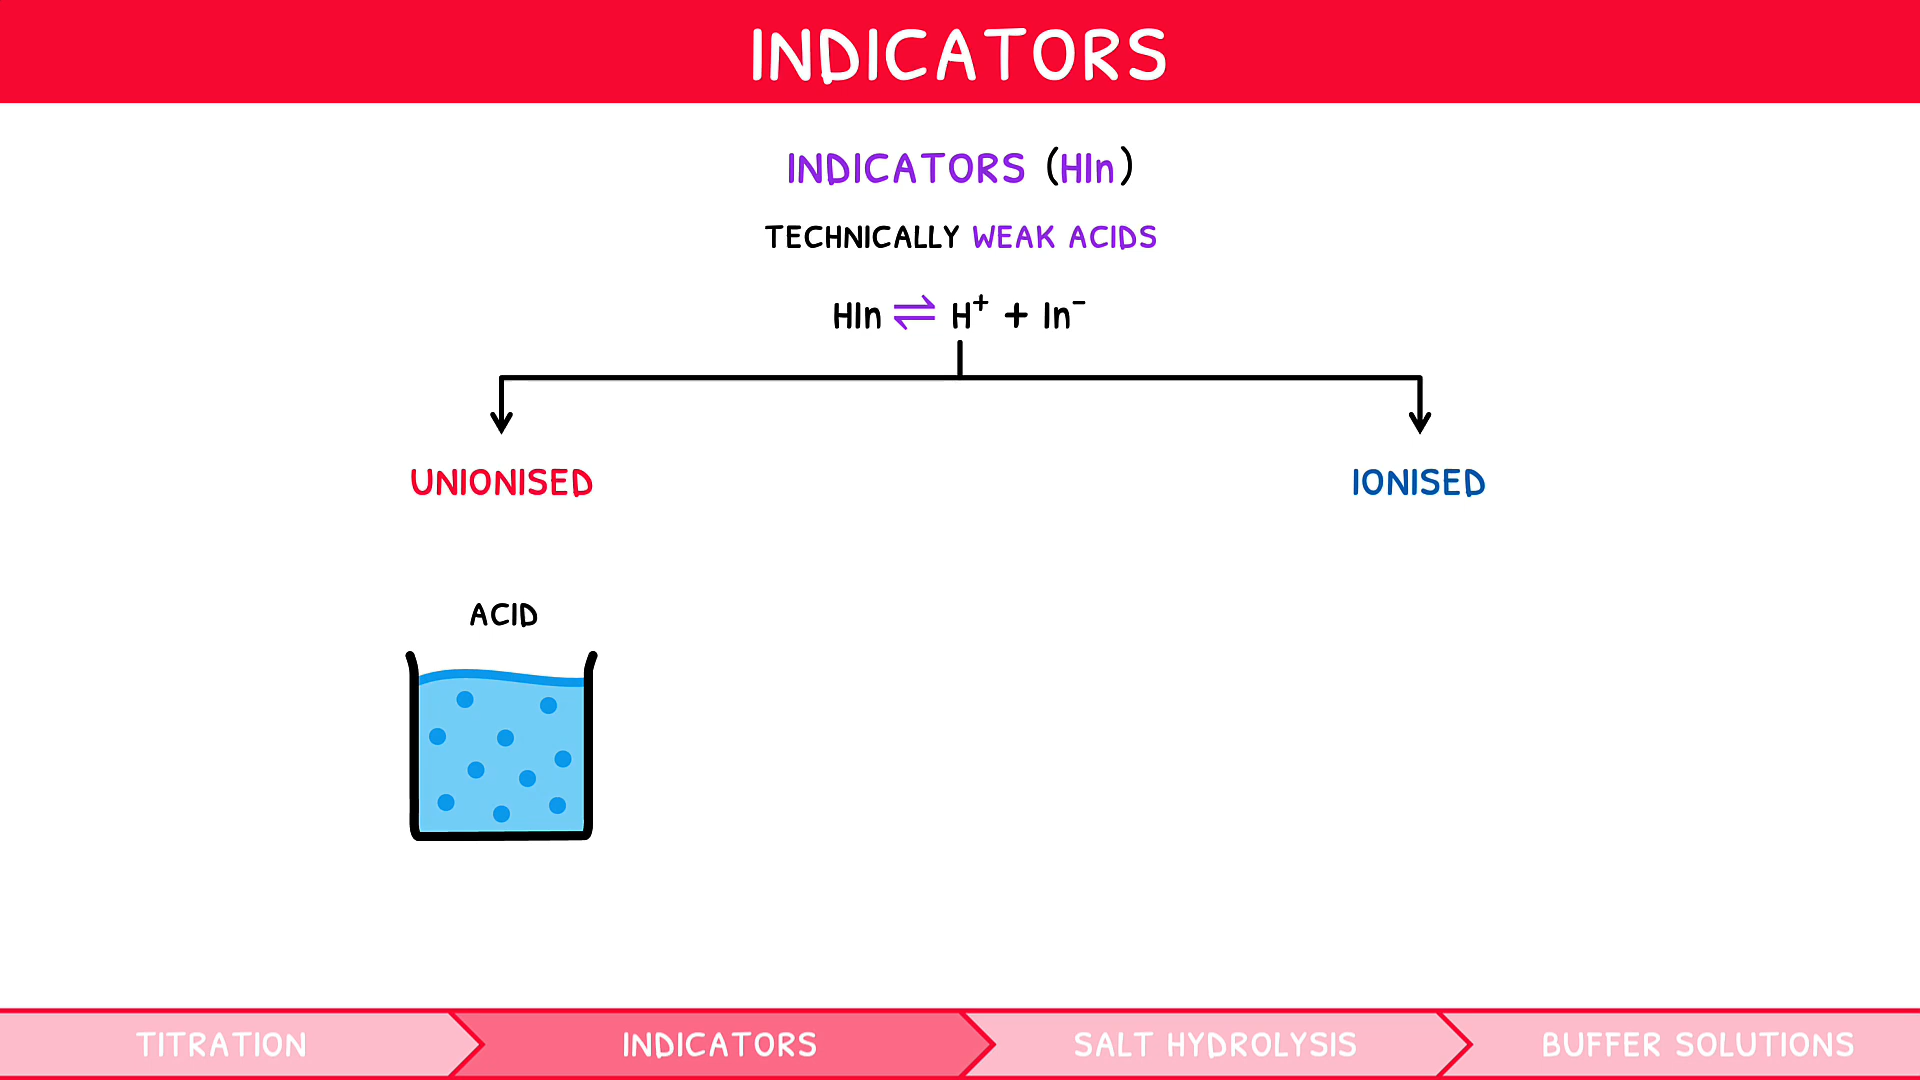 INDICATORS
INDICATORS (HIn)
TECHNICALLY WEAK ACIDS
HIn ⇌ H⁺ + In⁻
UNIONISED
IONISED
ACID
TITRATION
INDICATORS
SALT HYDROLYSIS
BUFFER SOLUTIONS